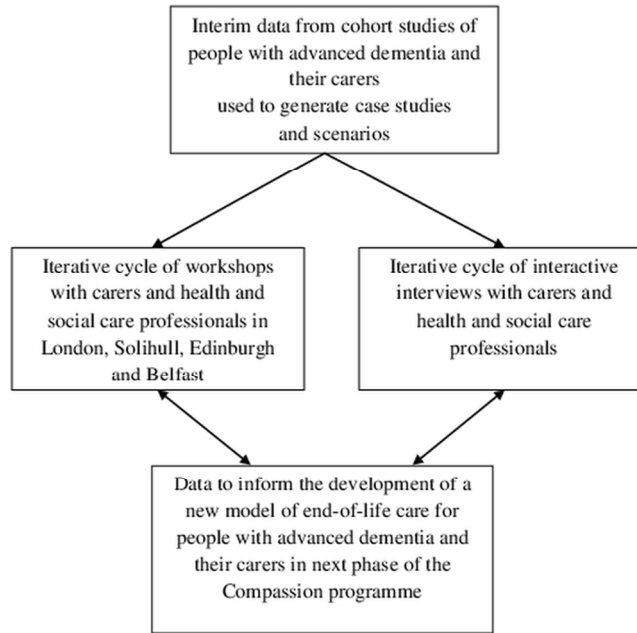 Interim data from cohort studies of
people with advanced dementia and
their carers
used to generate case studies
and scenarios
Iterative cycle of workshops
with carers and health and
social care professionals in
London, Solihull, Edinburgh
and Belfast
Iterative cycle of interactive
interviews with carers and
health and social care
professionals
Data to inform the development of a
new model of end-of-life care for
people with advanced dementia and
their carers in next phase of the
Compassion programme